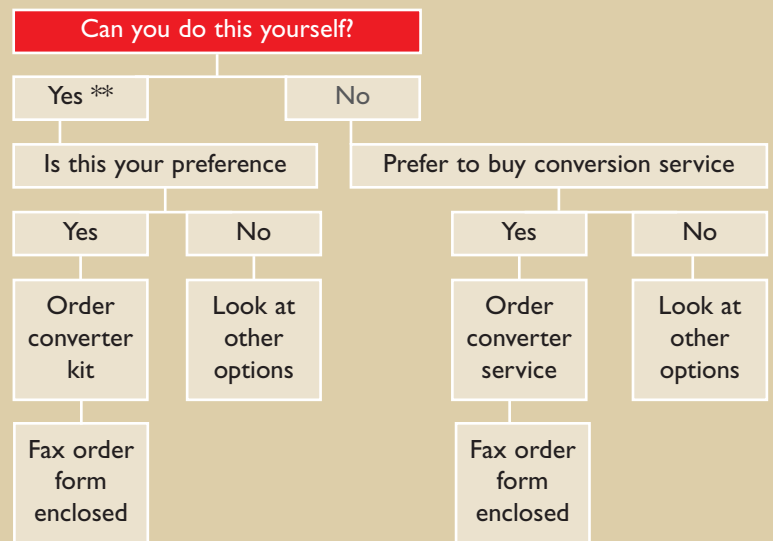 Can you do this yourself?
Yes **
No
Is this your preference
Prefer to buy conversion service
Yes
No
Yes
No
Order
converter
kit
Look at
other
options
Order
converter
service
Look at
other
options
Fax order
form
enclosed
Fax order
form
enclosed